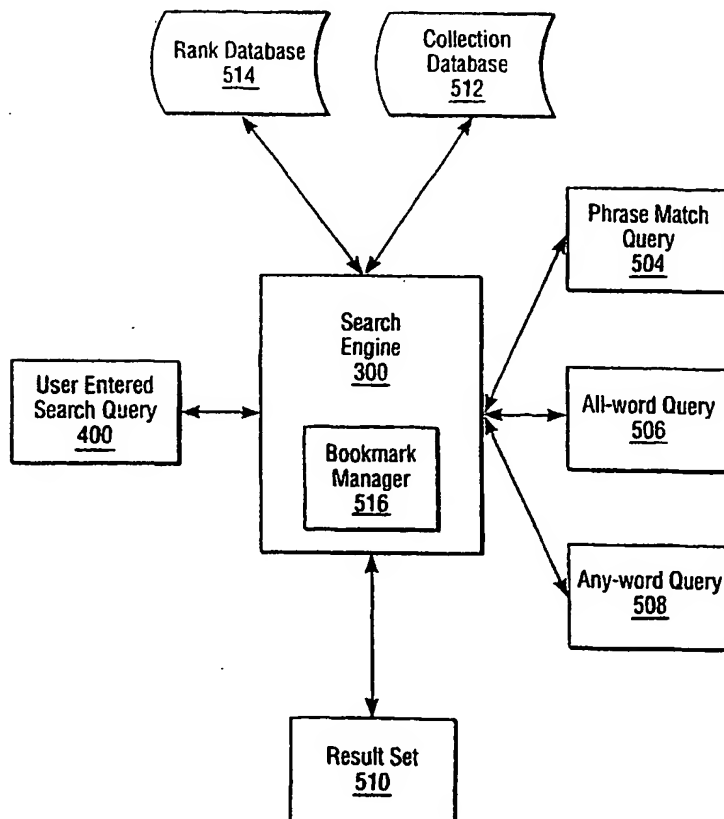 Rank Database
514
Collection
Database
512
Phrase Match
Query
504
Search
Engine
300
User Entered
Search Query
400
All-word Query
506
Bookmark
Manager
516
Any-word Query
508
Result Set
510